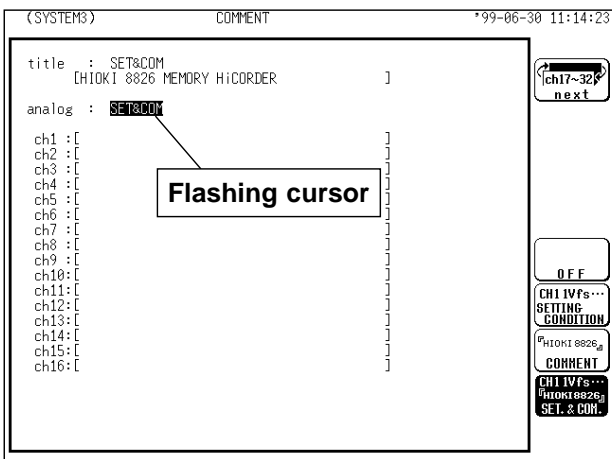 (SYSTEM3) COMMENT '99-06-30 11:14:23
title : SET&COM
[HIOKI 8826 MEMORY HiCORDER ]
analog : SET&COM
ch1 :[ ]
ch2 :[ ]
ch3 :[ ]
ch4 :[ ]
ch5 :[ ]
ch6 :[ ]
ch7 :[ ]
ch8 :[ ]
ch9 :[ ]
ch10:[ ]
ch11:[ ]
ch12:[ ]
ch13:[ ]
ch14:[ ]
ch15:[ ]
ch16:[ ]
Flashing cursor
ch17~32
next
OFF
CH1 1Vfs…
SETTING
CONDITION
『HIOKI 8826』
COMMENT
CH1 1Vfs…
『HIOKI 8826』
SET. & COM.